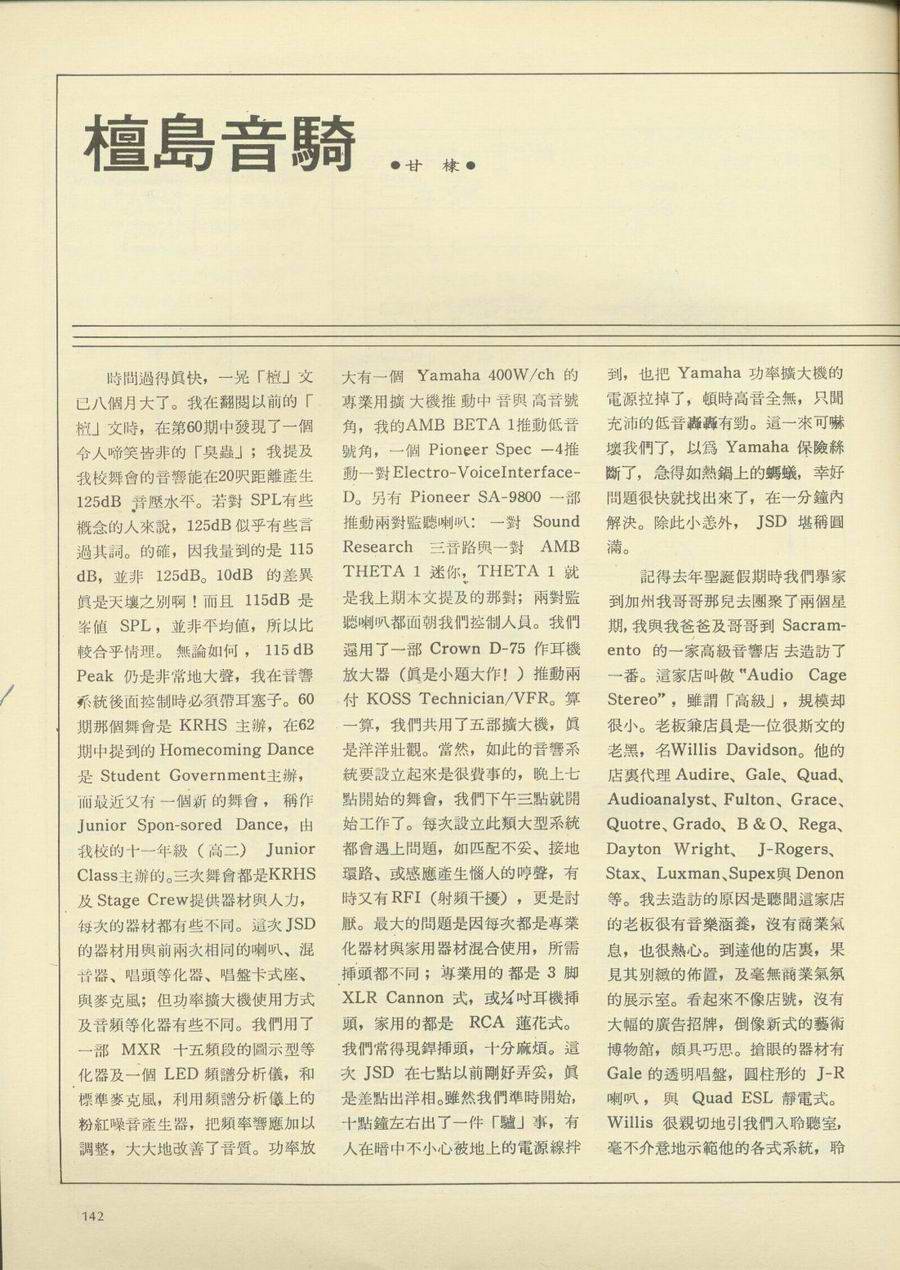 檀島音騎
●甘 棣●
時間過得眞快，一晃「檀」文
已八個月大了。我在翻閱以前的「
檀」文時，在第60期中發現了一個
令人啼笑皆非的「臭蟲」；我提及
我校舞會的音響能在20呎距離產生
125dB 音壓水平。若對 SPL有些
概念的人來說，125dB 似乎有些言
過其詞。的確，因我量到的是 115
dB，並非 125dB。10dB 的差異
眞是天壤之别啊！而且 115dB 是
峯値 SPL，並非平均値，所以比
較合乎情理。 無論如何， 115 dB
Peak 仍是非常地大聲，我在音響
系統後面控制時必須帶耳塞子。60
期那個舞會是 KRHS 主辦，在62
期中提到的 Homecoming Dance
是 Student Government主辦，
而最近又有一個新的舞會， 稱作
Junior Spon-sored Dance，由
我校的十一年級（高二） Junior
Class主辦的。三次舞會都是KRHS
及 Stage Crew提供器材與人力，
每次的器材都有些不同。這次 JSD
的器材用與前兩次相同的喇叭、混
音器、唱頭等化器、唱盤卡式座、
與麥克風；但功率擴大機使用方式
及音頻等化器有些不同。我們用了
一部 MXR 十五頻段的圖示型等
化器及一個 LED 頻譜分析儀，和
標準麥克風，利用頻譜分析儀上的
粉紅噪音產生器，把頻率響應加以
調整，大大地改善了音質。功率放
大有一個 Yamaha 400W/ch 的
專業用擴大機推動中音與高音號
角，我的AMB BETA 1推動低音
號角，一個 Pioneer Spec —4推
動一對Electro-VoiceInterface-
D。另有 Pioneer SA-9800 一部
推動兩對監聽喇叭：一對 Sound
Research 三音路與一對 AMB
THETA 1 迷你，THETA 1 就
是我上期本文提及的那對；兩對監
聽喇叭都面朝我們控制人員。我們
還用了一部 Crown D-75 作耳機
放大器（眞是小題大作！）推動兩
付 KOSS Technician/VFR。算
一算，我們共用了五部擴大機，眞
是洋洋壯觀。當然，如此的音響系
統要設立起來是很費事的，晚上七
點開始的舞會，我們下午三點就開
始工作了。每次設立此類大型系統
都會遇上問題，如匹配不妥、接地
環路、或感應產生惱人的哼聲，有
時又有RFI（射頻干擾），更是討
厭。最大的問題是因每次都是專業
化器材與家用器材混合使用，所需
揷頭都不同；專業用的都是 3 脚
XLR Cannon 式，或¼吋耳機揷
頭，家用的都是 RCA 蓮花式。
我們常得現銲揷頭，十分麻煩。這
次 JSD 在七點以前剛好弄妥，眞
是差點出洋相。雖然我們準時開始，
十點鐘左右出了一件「驢」事，有
人在暗中不小心被地上的電源線拌
到，也把 Yamaha 功率擴大機的
電源拉掉了，頓時高音全無，只聞
充沛的低音轟轟有勁。這一來可嚇
壞我們了，以爲 Yamaha 保險絲
斷了，急得如熱鍋上的螞蟻，幸好
問題很快就找出來了，在一分鐘內
解決。除此小恙外， JSD 堪稱圓
滿。
記得去年聖誕假期時我們擧家
到加州我哥哥那兒去團聚了兩個星
期，我與我爸爸及哥哥到 Sacram-
ento 的一家高級音響店去造訪了
一番。這家店叫做“Audio Cage
Stereo”，雖謂「高級」，規模却
很小。老板兼店員是一位很斯文的
老黑，名Willis Davidson。他的
店裏代理 Audire、Gale、Quad、
Audioanalyst、Fulton、Grace、
Quotre、Grado、B & O、Rega、
Dayton Wright、 J-Rogers、
Stax、Luxman、Supex與 Denon
等。我去造訪的原因是聽聞這家店
的老板很有音樂涵養，沒有商業氣
息，也很熱心。到達他的店裏，果
見其別緻的佈置，及毫無商業氣氛
的展示室。看起來不像店號，沒有
大幅的廣告招牌，倒像新式的藝術
博物館，頗具巧思。搶眼的器材有
Gale 的透明唱盤，圓柱形的 J-R
喇叭，與 Quad ESL 靜電式。
Willis 很親切地引我們入聆聽室，
毫不介意地示範他的各式系統，聆
142